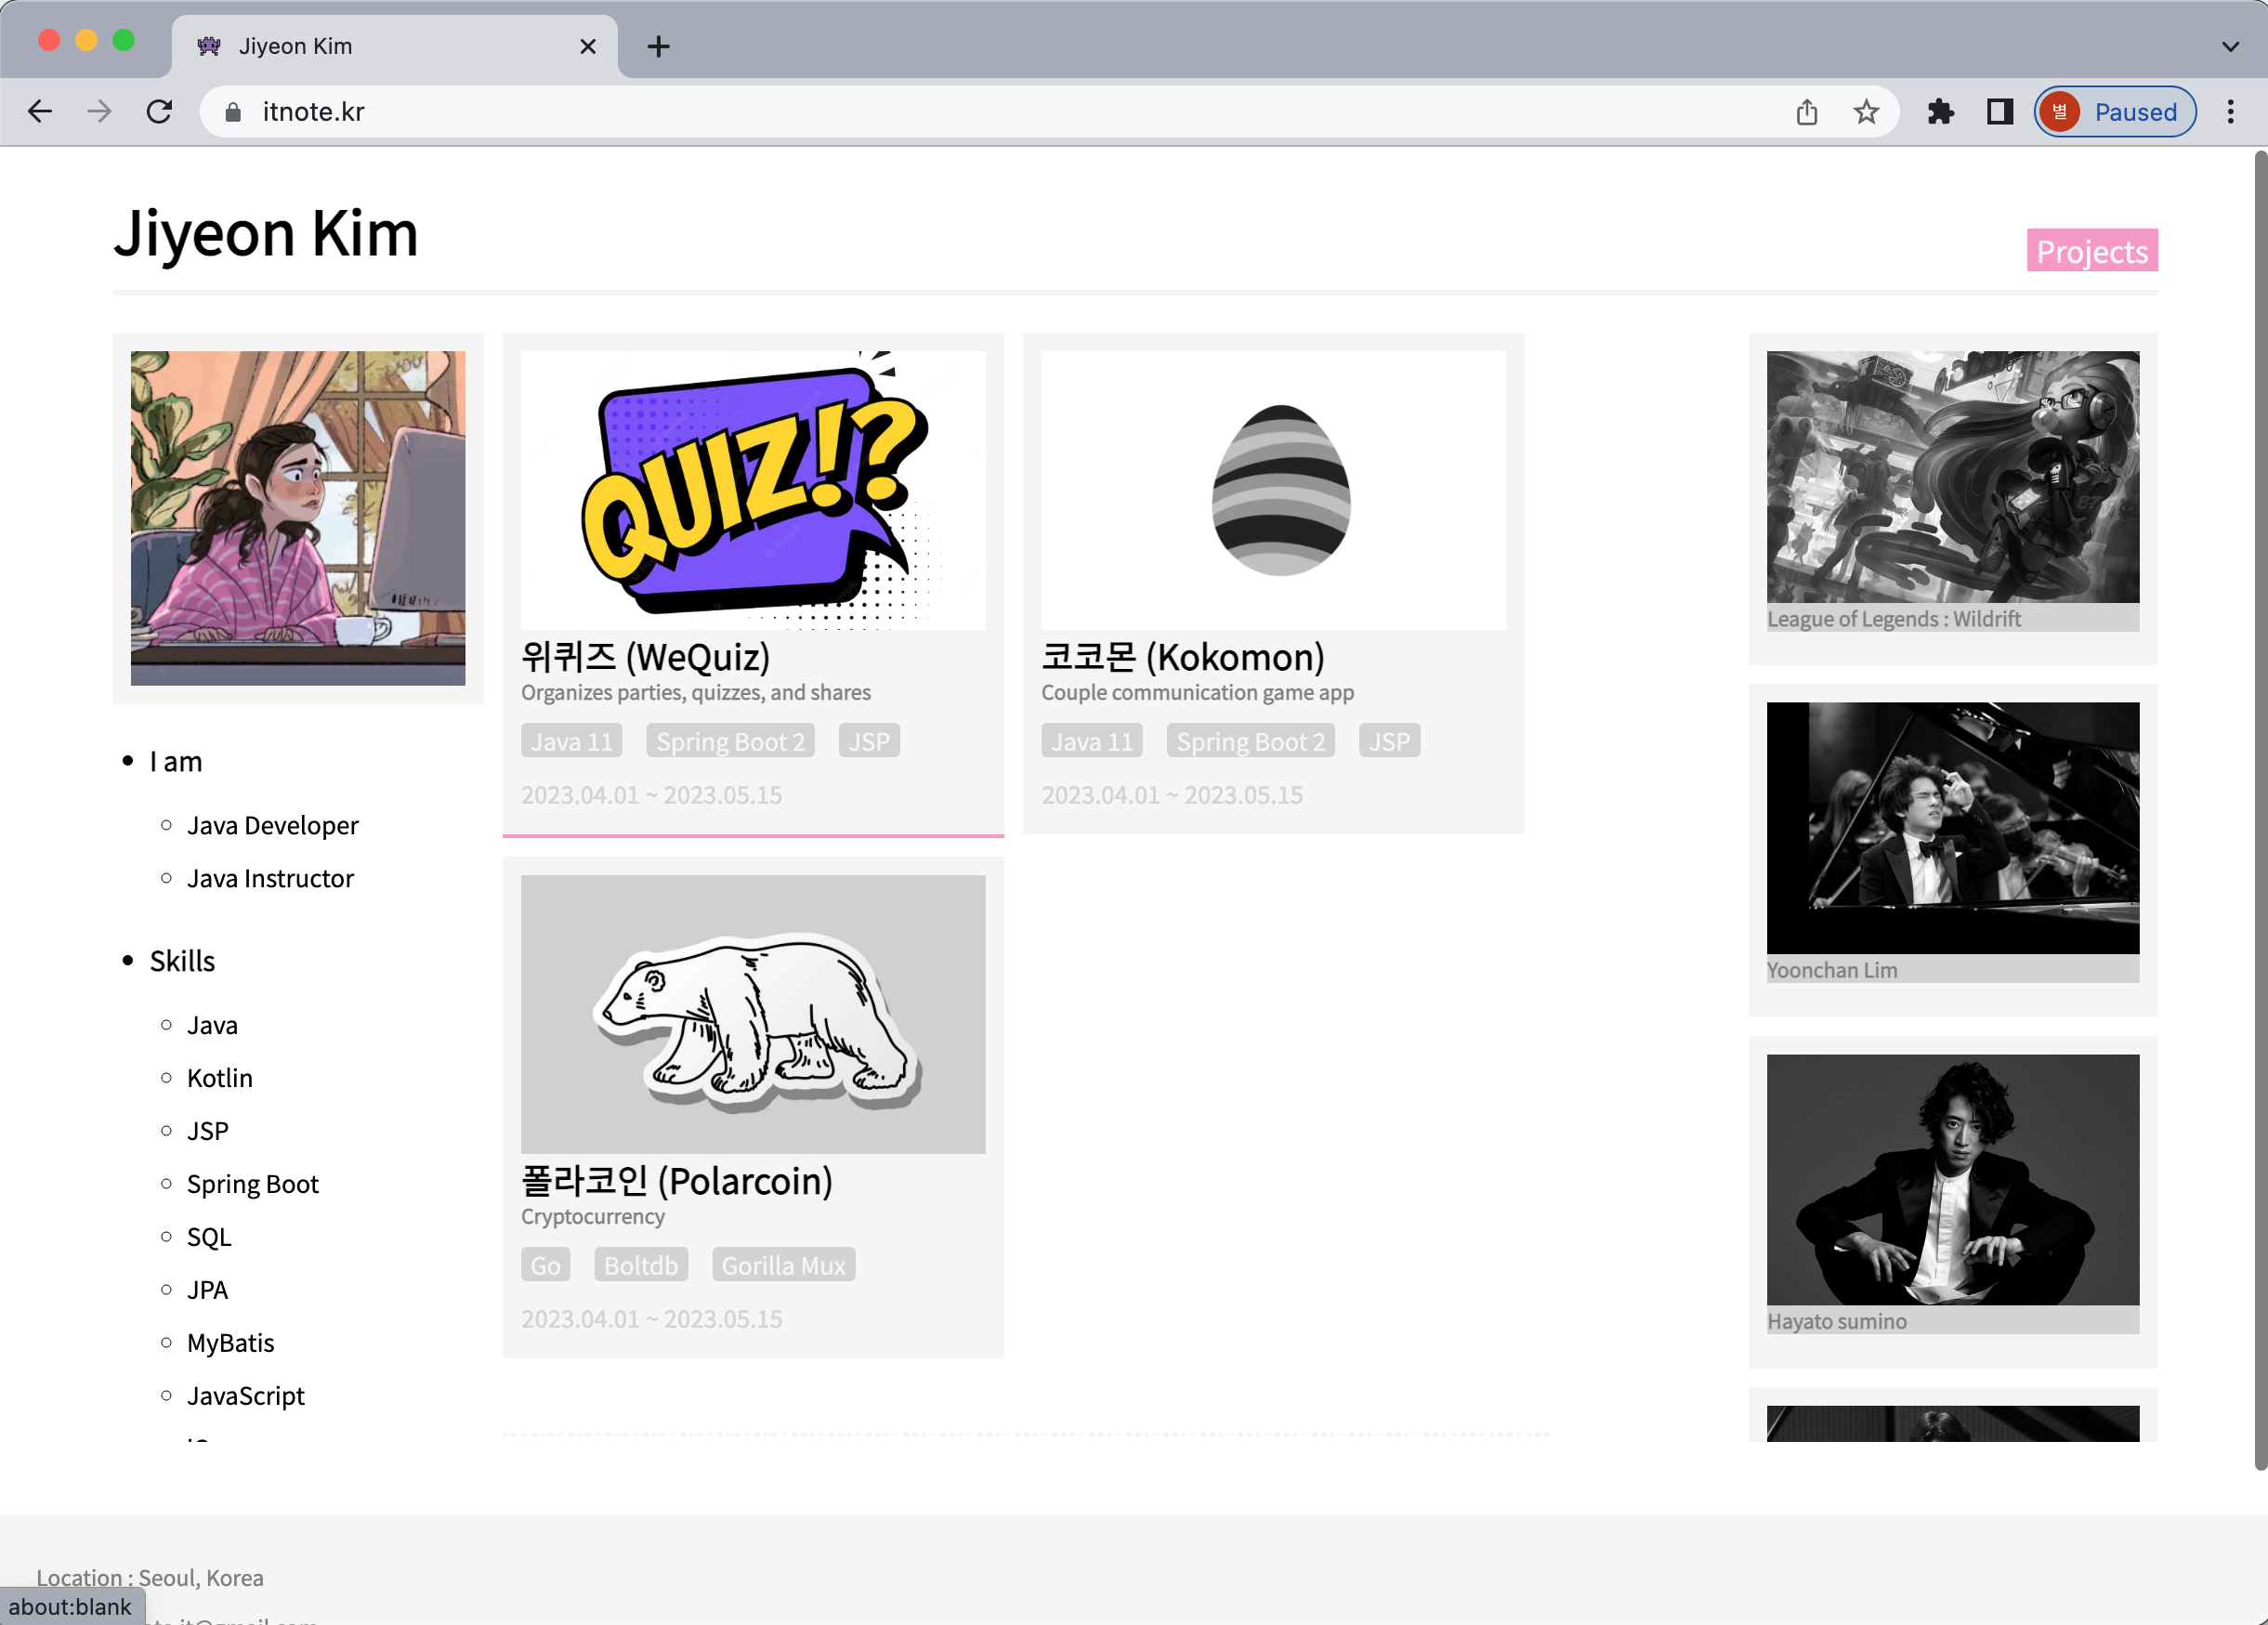 Jiyeon Kim
itnote.kr
별 Paused
Jiyeon Kim
Projects
I am
Java Developer
Java Instructor
Skills
Java
Kotlin
JSP
Spring Boot
SQL
JPA
MyBatis
JavaScript
QUIZ!?
위퀴즈 (WeQuiz)
Organizes parties, quizzes, and shares
Java 11 Spring Boot 2 JSP
2023.04.01 ~ 2023.05.15
코코몬 (Kokomon)
Couple communication game app
Java 11 Spring Boot 2 JSP
2023.04.01 ~ 2023.05.15
폴라코인 (Polarcoin)
Cryptocurrency
Go Boltdb Gorilla Mux
2023.04.01 ~ 2023.05.15
League of Legends : Wildrift
Yoonchan Lim
Hayato sumino
Location : Seoul, Korea
about:blank